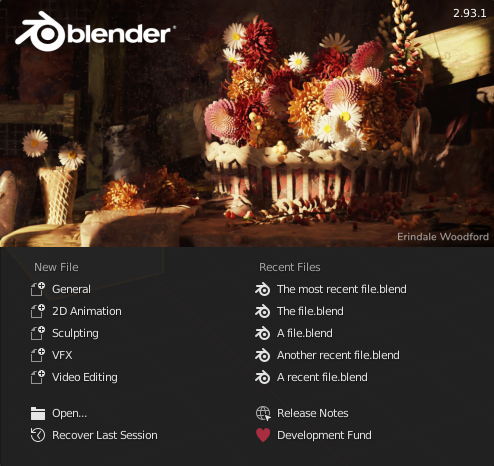 blender
2.93.1
Erindale Woodford
New File
General
2D Animation
Sculpting
VFX
Video Editing
Open...
Recover Last Session
Recent Files
The most recent file.blend
The file.blend
A file.blend
Another recent file.blend
A recent file.blend
Release Notes
Development Fund